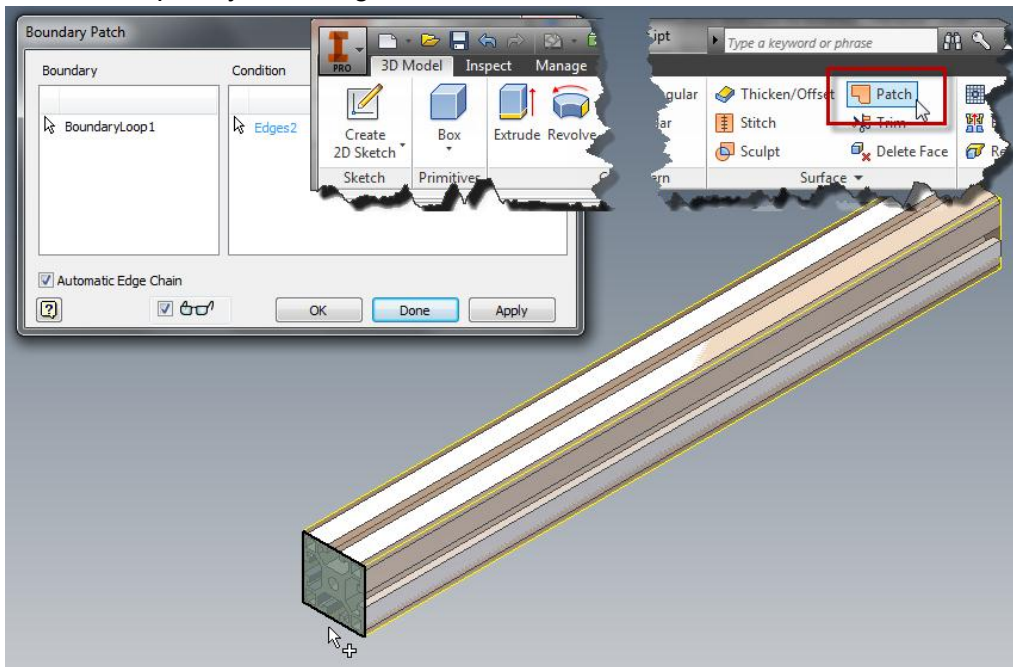 Boundary Patch
Boundary
Condition
BoundaryLoop1
Edges2
Automatic Edge Chain
OK
Done
Apply
PRO
3D Model
Inspect
Manage
Create
2D Sketch
Box
Extrude
Revolve
Sketch
Primitives
ipt
Type a keyword or phrase
gular
Thicken/Offset
Patch
Stitch
Trim
Sculpt
Delete Face
Re
Surface